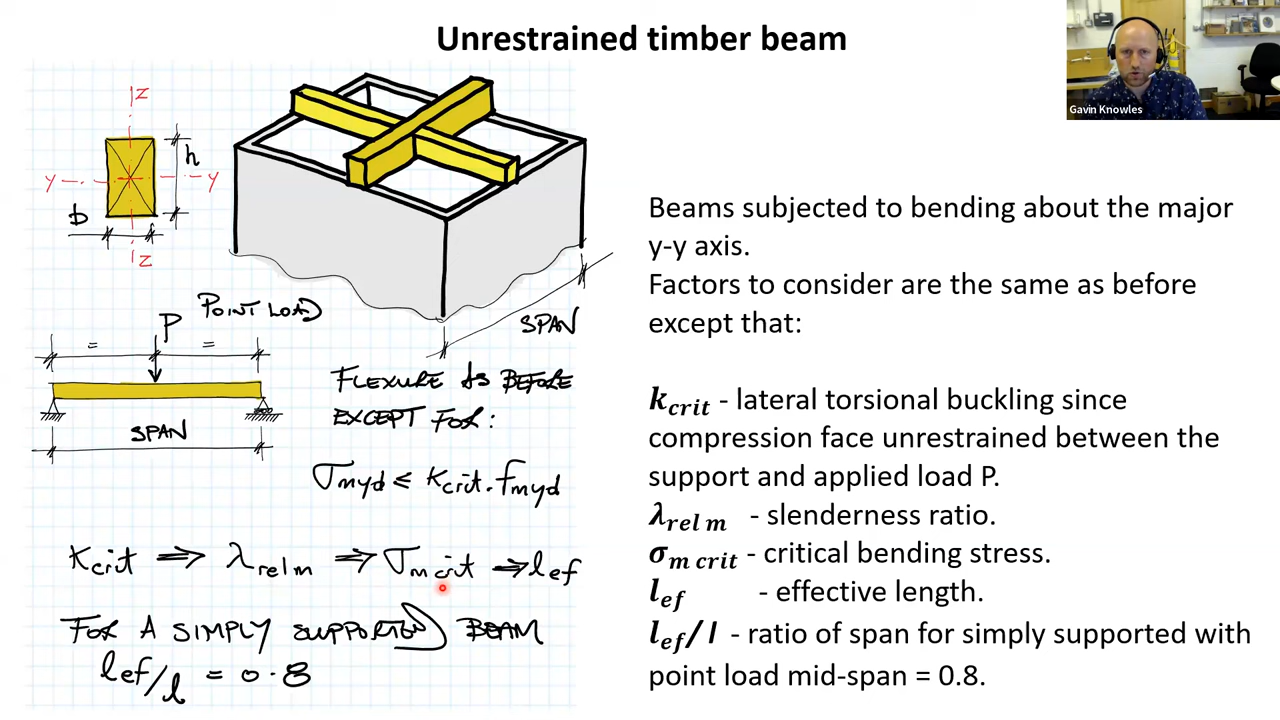 Unrestrained timber beam
Gavin Knowles
z
h
y
y
b
z
POINT LOAD
P
= =
SPAN
SPAN
FLEXURE AS BEFORE
EXCEPT FOR:
σmyd ≤ Kcrit.fmyd
Kcrit ⇒ λrelm ⇒ σmcrit ⇒ lef
FOR A SIMPLY SUPPORTED BEAM
lef/l = 0.8
Beams subjected to bending about the major
y-y axis.
Factors to consider are the same as before
except that:
kcrit - lateral torsional buckling since
compression face unrestrained between the
support and applied load P.
λrel m - slenderness ratio.
σm crit - critical bending stress.
lef - effective length.
lef/l - ratio of span for simply supported with
point load mid-span = 0.8.